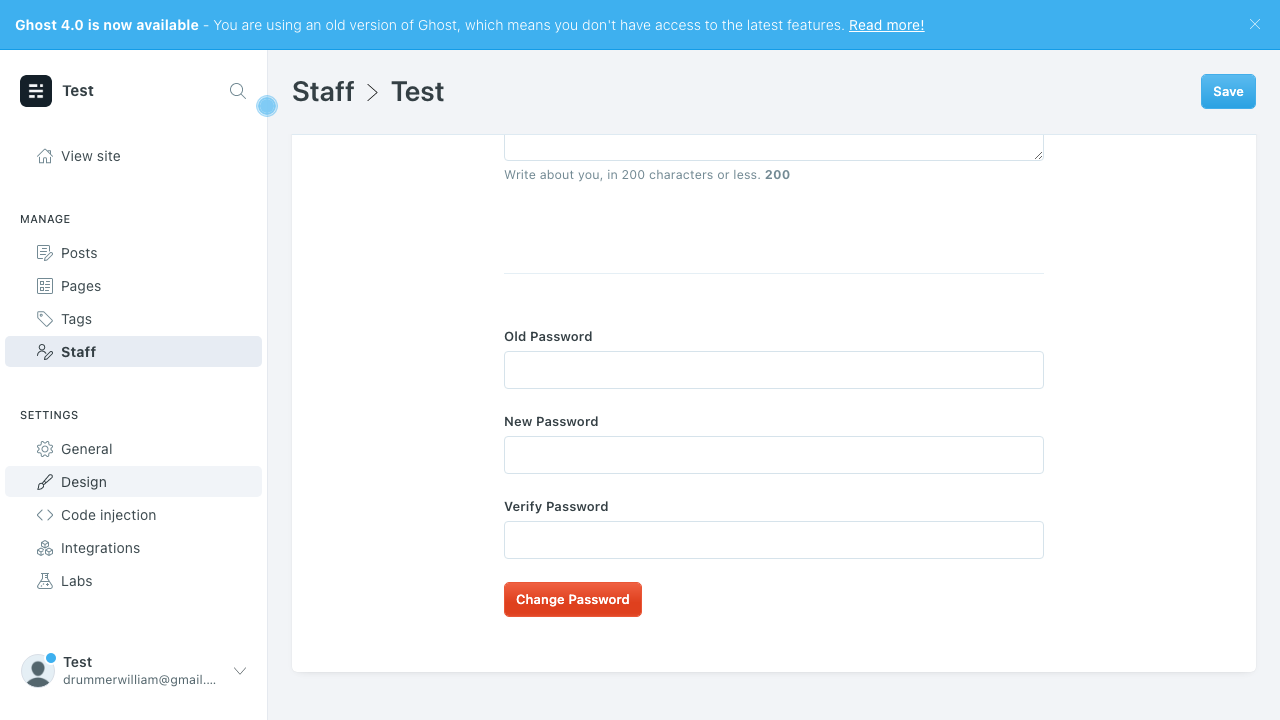 Ghost 4.0 is now available - You are using an old version of Ghost, which means you don't have access to the latest features. Read more!
Test
View site
MANAGE
Posts
Pages
Tags
Staff
SETTINGS
General
Design
Code injection
Integrations
Labs
Test
drummerwilliam@gmail....
Staff > Test
Save
Write about you, in 200 characters or less. 200
Old Password
New Password
Verify Password
Change Password